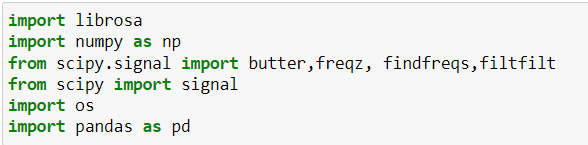 import librosa
import numpy as np
from scipy.signal import butter,freqz, findfreqs,filtfilt
from scipy import signal
import os
import pandas as pd